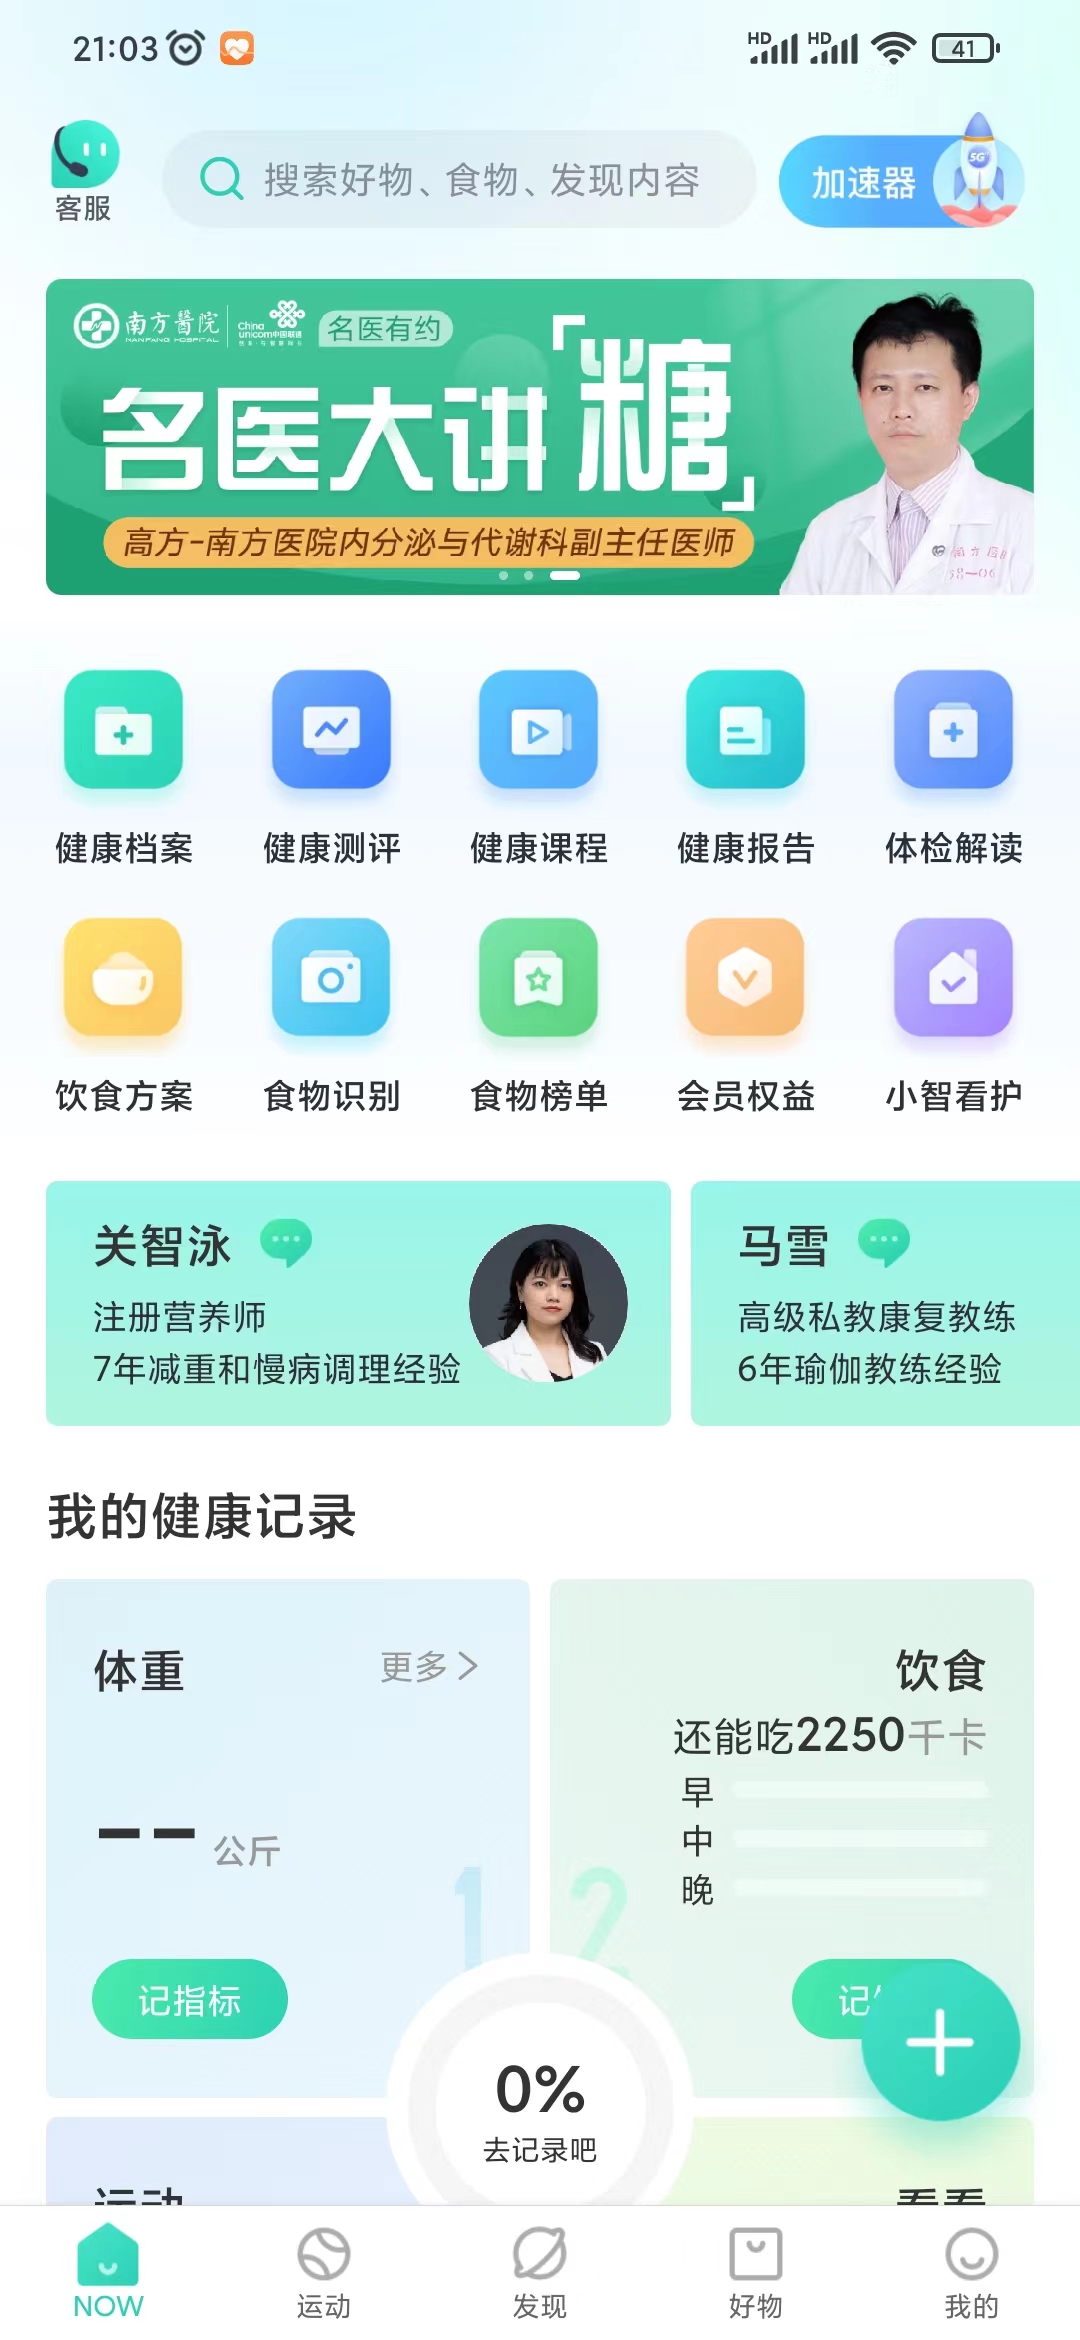 21:03
HD HD 41
客服
搜索好物、食物、发现内容
加速器
5G
南方醫院
NANFANG HOSPITAL
China unicom中国联通
名医有约
名医大讲「糖」
高方-南方医院内分泌与代谢科副主任医师
健康档案 健康测评 健康课程 健康报告 体检解读
饮食方案 食物识别 食物榜单 会员权益 小智看护
关智泳
注册营养师
7年减重和慢病调理经验
马雪
高级私教康复教练
6年瑜伽教练经验
我的健康记录
体重
更多
-- 公斤
1
记指标
饮食
还能吃2250千卡
早
中
晚
2
记
0%
去记录吧
运动
NOW 运动 发现 好物 我的